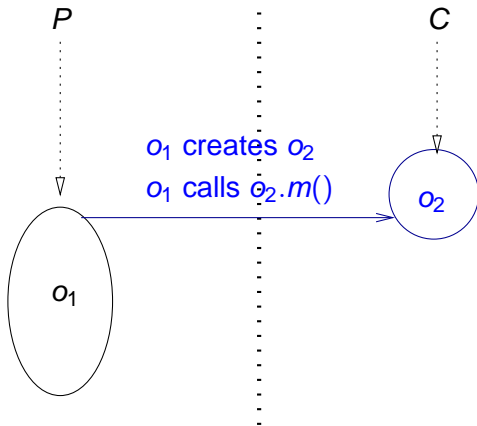 P C
o₁ creates o₂
o₁ calls o₂.m()
o₂
o₁